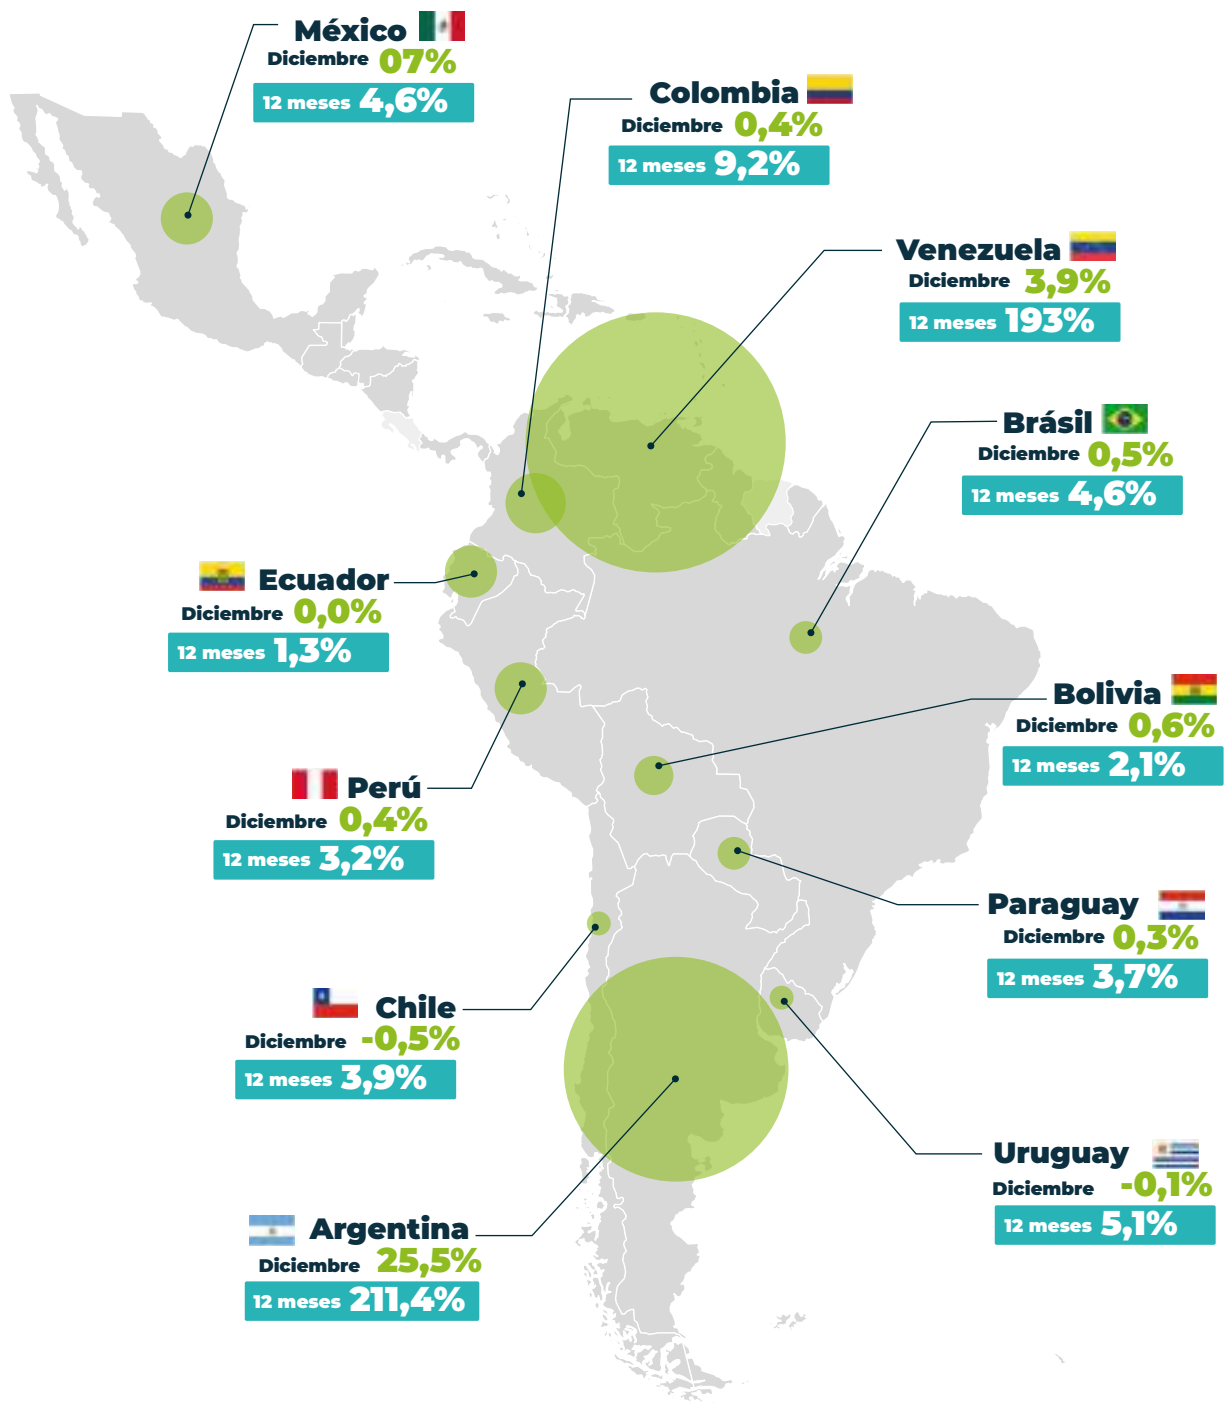 México
Diciembre 07%
12 meses 4,6%
Colombia
Diciembre 0,4%
12 meses 9,2%
Venezuela
Diciembre 3,9%
12 meses 193%
Brásil
Diciembre 0,5%
12 meses 4,6%
Ecuador
Diciembre 0,0%
12 meses 1,3%
Bolivia
Diciembre 0,6%
12 meses 2,1%
Perú
Diciembre 0,4%
12 meses 3,2%
Paraguay
Diciembre 0,3%
12 meses 3,7%
Chile
Diciembre -0,5%
12 meses 3,9%
Uruguay
Diciembre -0,1%
12 meses 5,1%
Argentina
Diciembre 25,5%
12 meses 211,4%